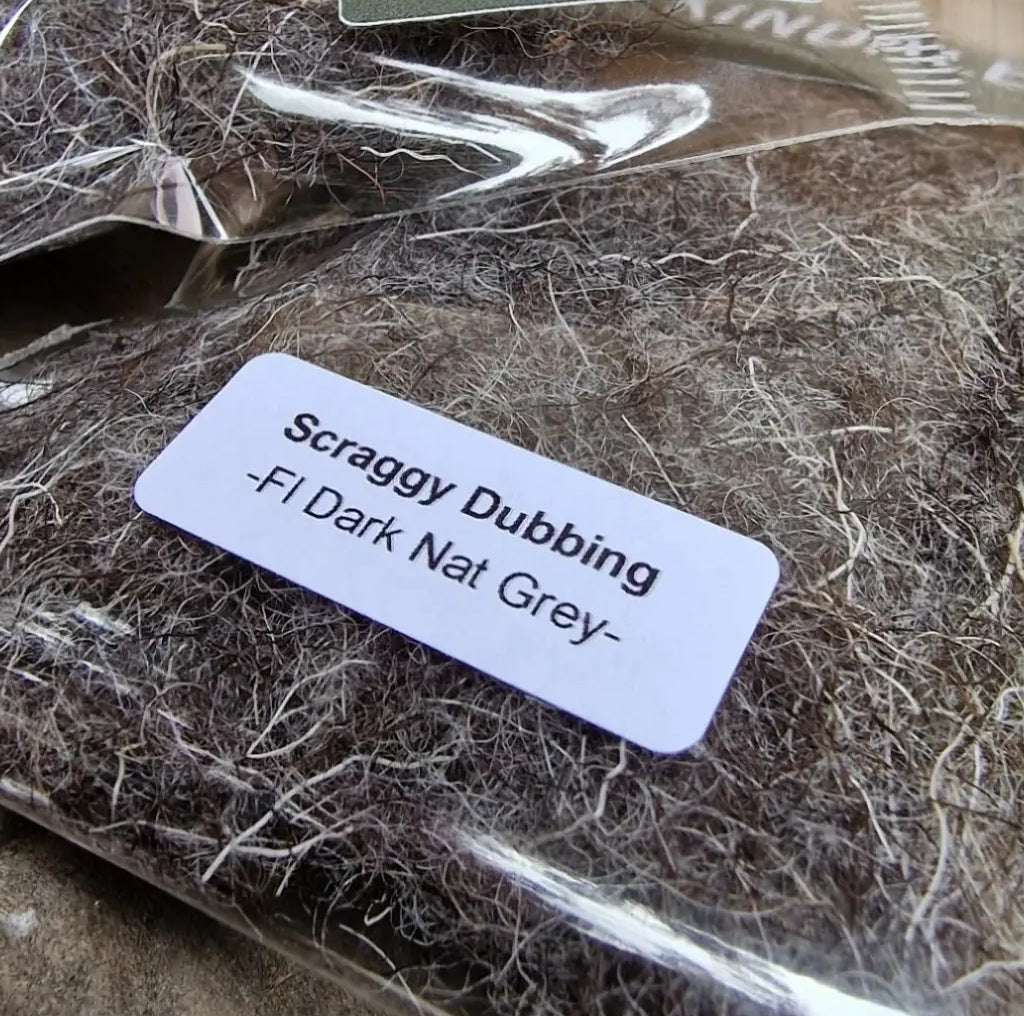 Scraggy Dubbing
-Fl Dark Nat Grey-